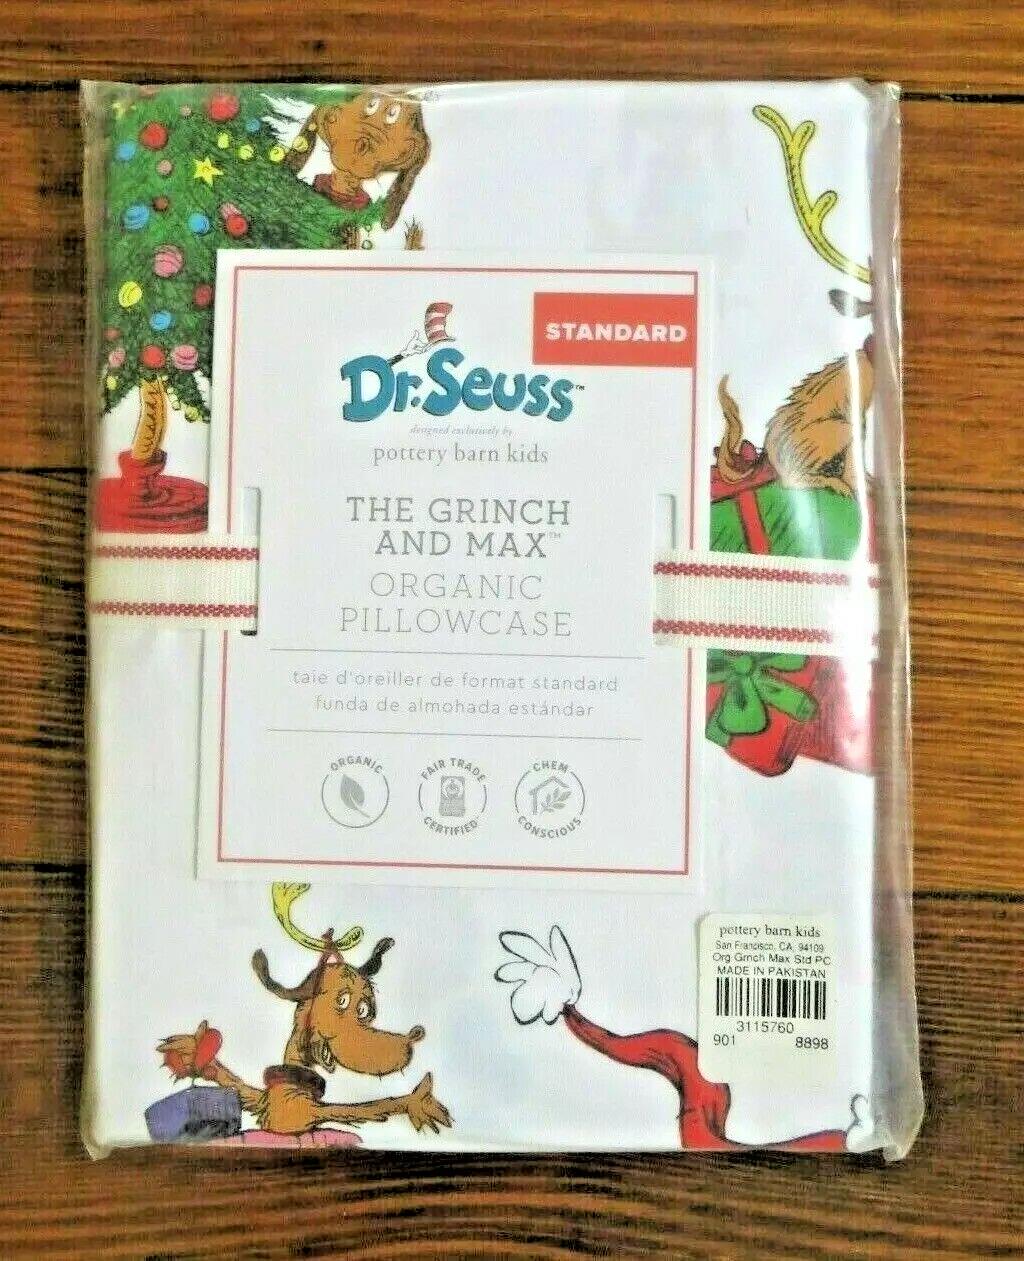 STANDARD
Dr. Seuss™
designed exclusively by
pottery barn kids
THE GRINCH
AND MAX™
ORGANIC
PILLOWCASE
taie d'oreiller de format standard
funda de almohada estándar
ORGANIC
FAIR TRADE
CERTIFIED
CHEM
CONSCIOUS
pottery barn kids
San Francisco, CA, 94109
Org Grnch Max Std PC
MADE IN PAKISTAN
3115760
901 8898